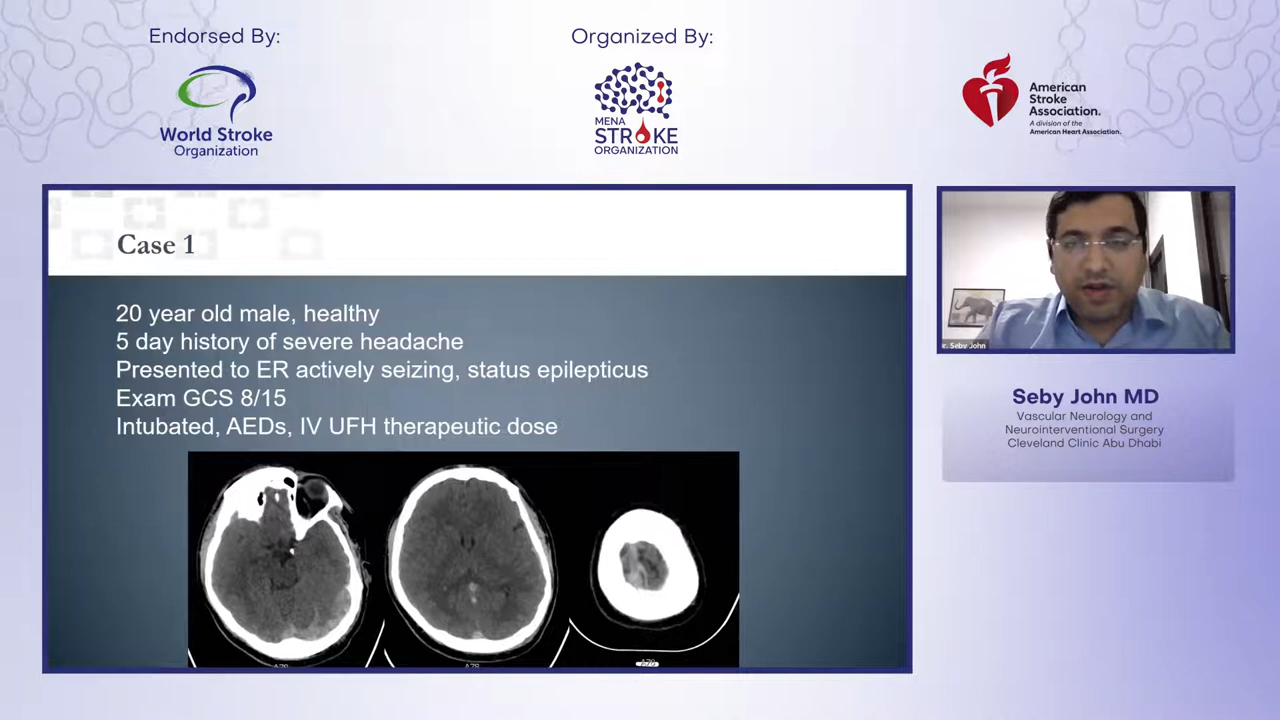 Endorsed By:
World Stroke
Organization
Organized By:
MENA
STROKE
ORGANIZATION
American
Stroke
Association.
A division of the
American Heart Association.
Case 1
20 year old male, healthy
5 day history of severe headache
Presented to ER actively seizing, status epilepticus
Exam GCS 8/15
Intubated, AEDs, IV UFH therapeutic dose
r. Seby John
Seby John MD
Vascular Neurology and
Neurointerventional Surgery
Cleveland Clinic Abu Dhabi